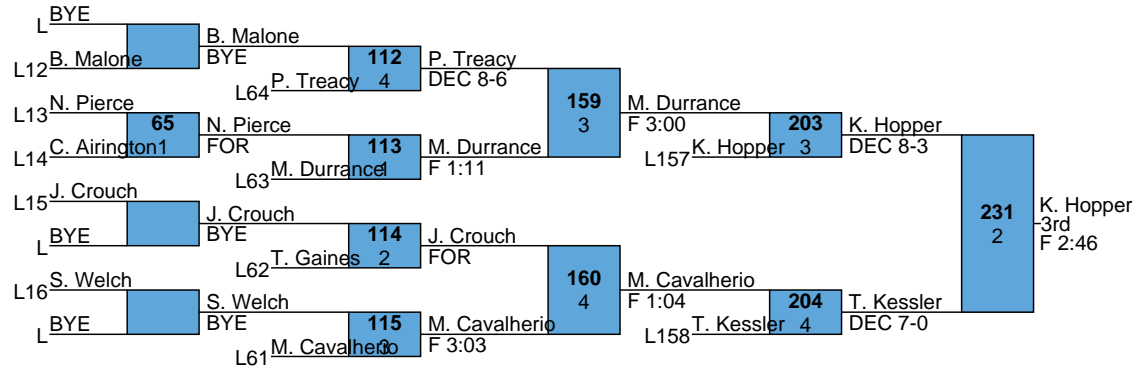 L BYE
L12 B. Malone
B. Malone
BYE
L64 P. Treacy
112
4
P. Treacy
DEC 8-6
L13 N. Pierce
L14 C. Airington
65
1
N. Pierce
FOR
L63 M. Durrance
113
1
M. Durrance
F 1:11
159
3
M. Durrance
F 3:00
L157 K. Hopper
203
3
K. Hopper
DEC 8-3
L15 J. Crouch
L BYE
J. Crouch
BYE
L62 T. Gaines
114
2
J. Crouch
FOR
L16 S. Welch
L BYE
S. Welch
BYE
L61 M. Cavalherio
115
3
M. Cavalherio
F 3:03
160
4
M. Cavalherio
F 1:04
L158 T. Kessler
204
4
T. Kessler
DEC 7-0
231
2
K. Hopper
3rd
F 2:46